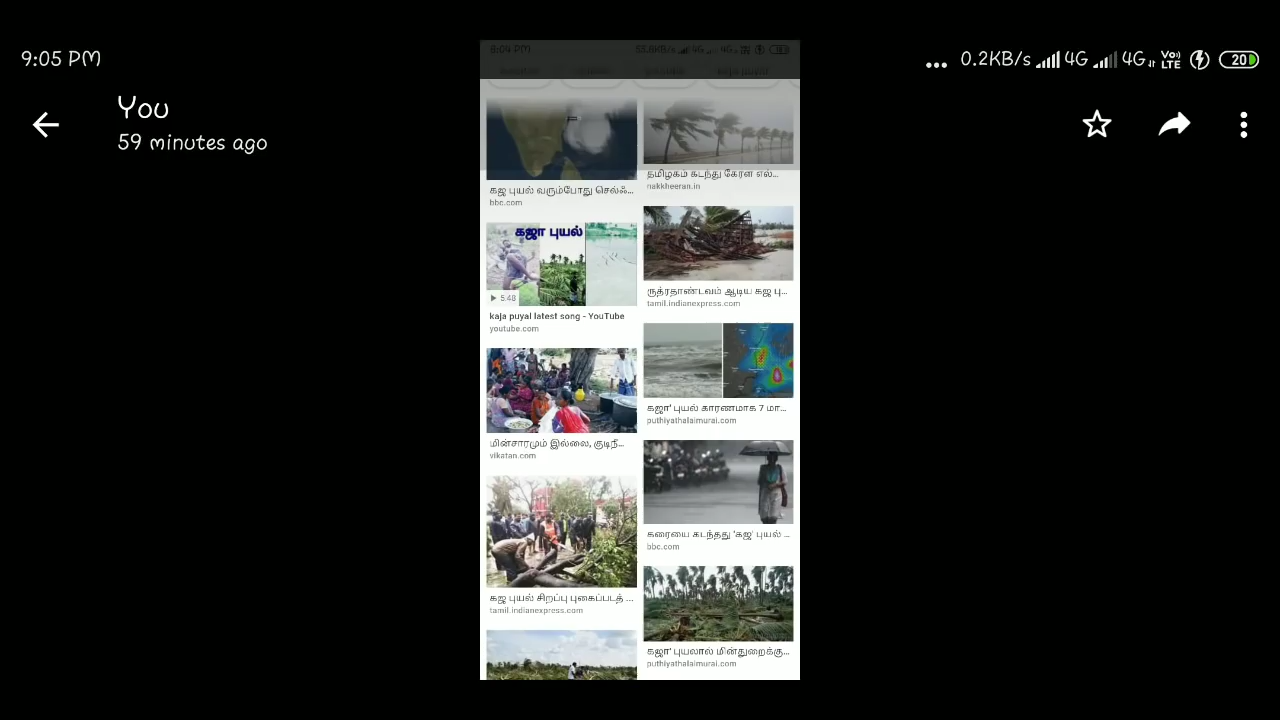 9:05 PM
0.2KB/s 4G 4G VoLTE 20
You
59 minutes ago
கஜ புயல் வரும்போது செல்ஃ...
bbc.com
கஜா புயல்
5:48
kaja puyal latest song - YouTube
youtube.com
மின்சாரமும் இல்லை, குடிநீ...
vikatan.com
கஜ புயல் சிறப்பு புகைப்படத் ...
tamil.indianexpress.com
தமிழகம் கடந்து கேரள எல்...
nakkheeran.in
ருத்ரதாண்டவம் ஆடிய கஜ பு...
tamil.indianexpress.com
கஜா' புயல் காரணமாக 7 மா...
puthiyathalaimurai.com
கரையை கடந்தது 'கஜ' புயல் ...
bbc.com
கஜா' புயலால் மின்துறைக்கு...
puthiyathalaimurai.com